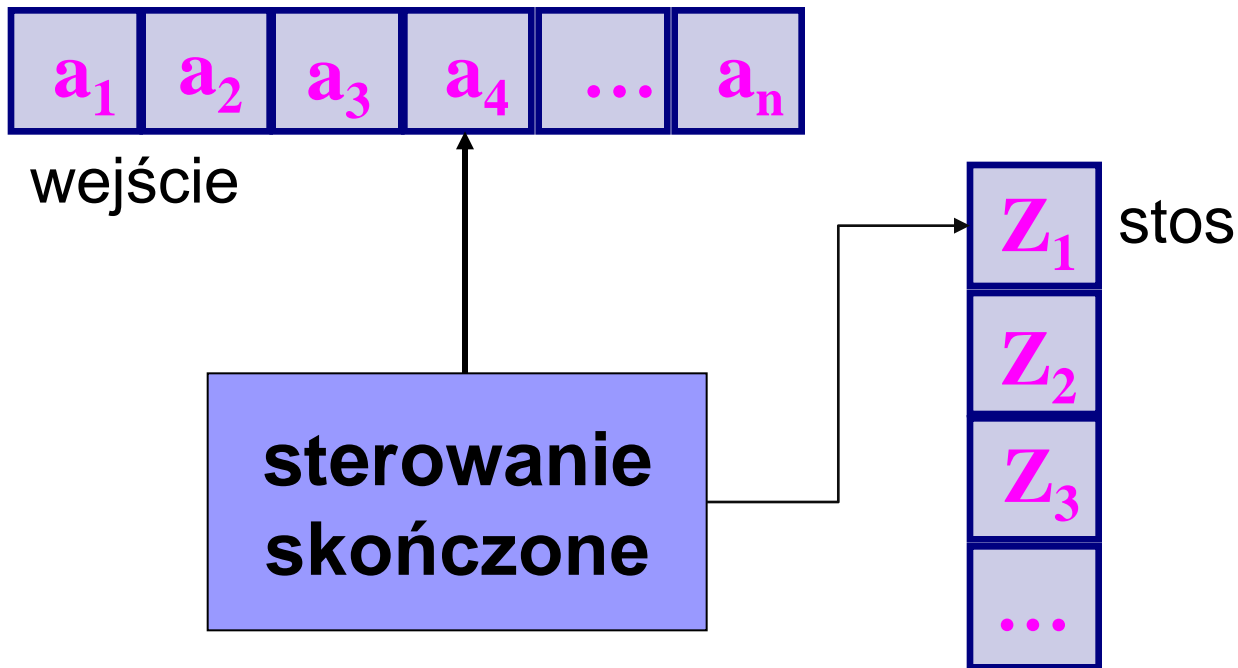 a₁ a₂ a₃ a₄ ... aₙ
wejście
Z₁ stos
Z₂
Z₃
sterowanie
skończone
...